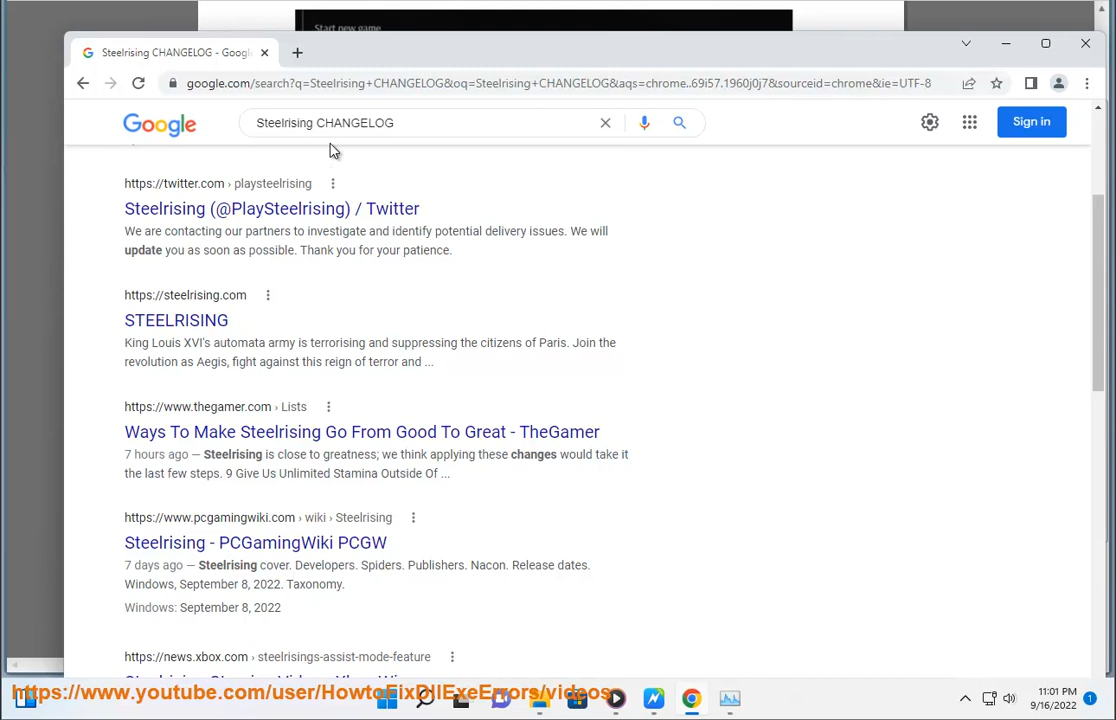 Start new game
Steelrising CHANGELOG - Googl
google.com/search?q=Steelrising+CHANGELOG&oq=Steelrising+CHANGELOG&aqs=chrome..69i57.1960j0j7&sourceid=chrome&ie=UTF-8
Google
Steelrising CHANGELOG
Sign in
https://twitter.com › playsteelrising
Steelrising (@PlaySteelrising) / Twitter
We are contacting our partners to investigate and identify potential delivery issues. We will
update you as soon as possible. Thank you for your patience.
https://steelrising.com
STEELRISING
King Louis XVI's automata army is terrorising and suppressing the citizens of Paris. Join the
revolution as Aegis, fight against this reign of terror and ...
https://www.thegamer.com › Lists
Ways To Make Steelrising Go From Good To Great - TheGamer
7 hours ago — Steelrising is close to greatness; we think applying these changes would take it
the last few steps. 9 Give Us Unlimited Stamina Outside Of ...
https://www.pcgamingwiki.com › wiki › Steelrising
Steelrising - PCGamingWiki PCGW
7 days ago — Steelrising cover. Developers. Spiders. Publishers. Nacon. Release dates.
Windows, September 8, 2022. Taxonomy.
Windows: September 8, 2022
https://news.xbox.com › steelrisings-assist-mode-feature
https://www.youtube.com/user/HowtoFixDllExeErrors/videos
11:01 PM
9/16/2022
1